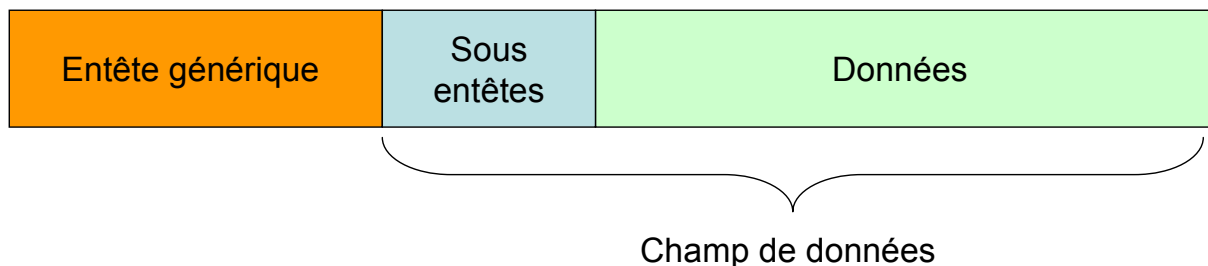 Entête générique
Sous
entêtes
Données
Champ de données